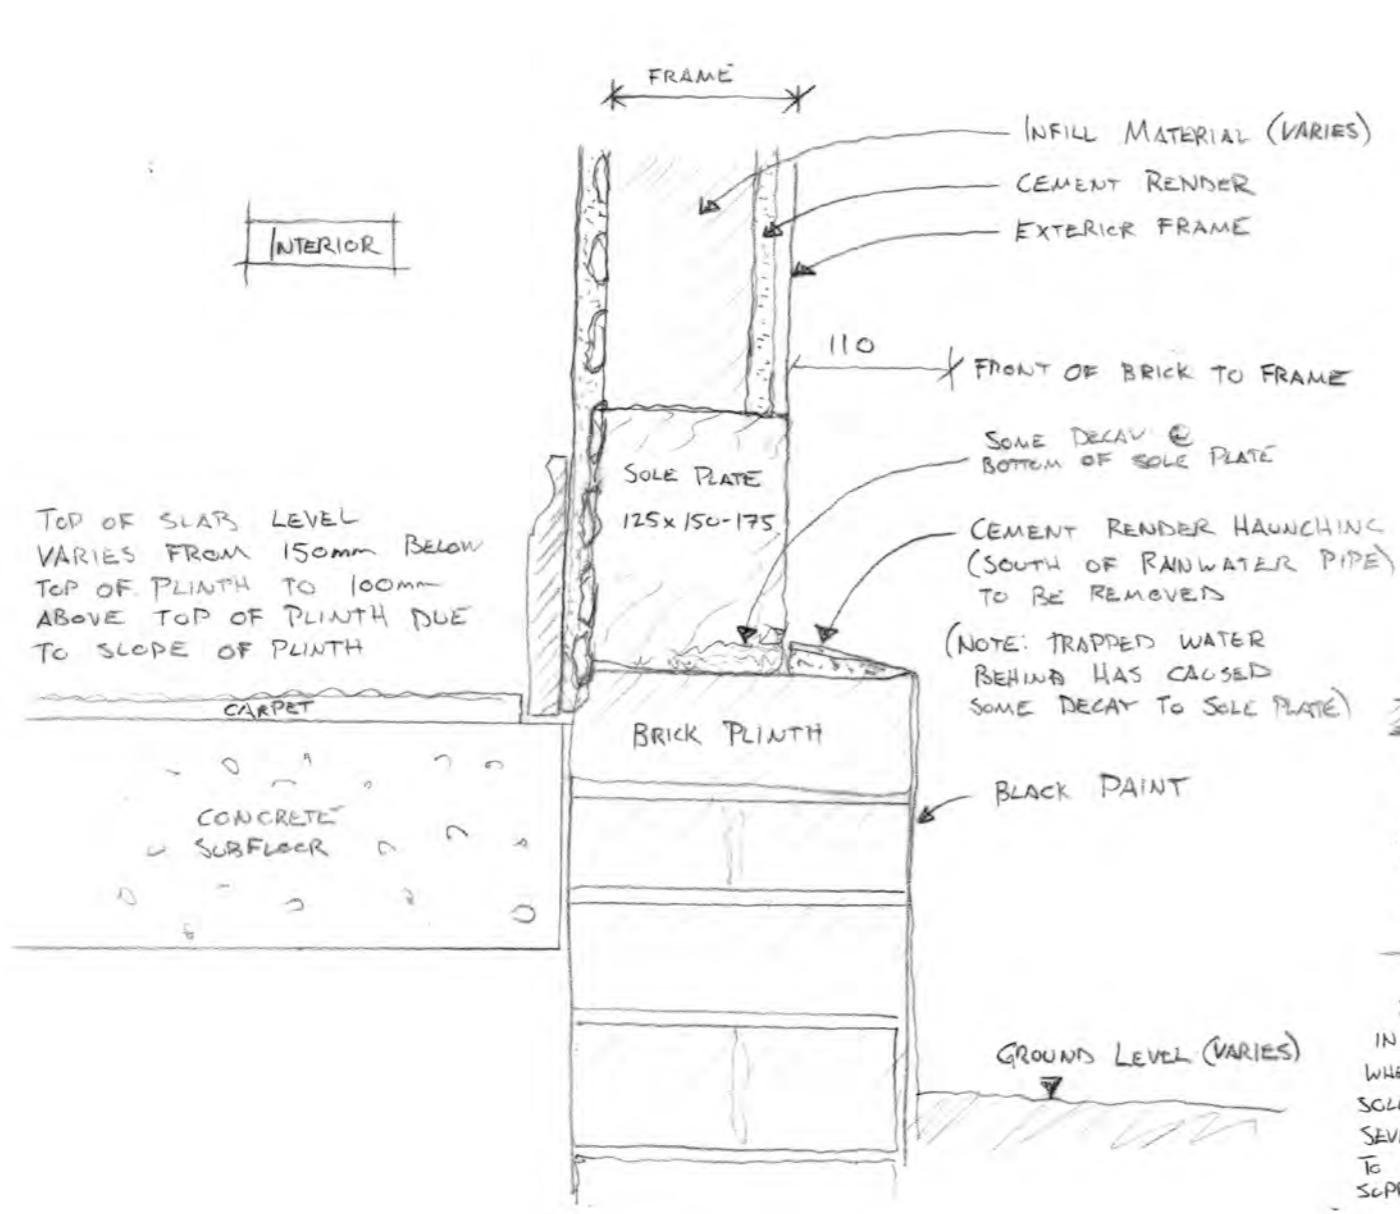 FRAME
INFILL MATERIAL (VARIES)
CEMENT RENDER
EXTERIOR FRAME
INTERIOR
110
FRONT OF BRICK TO FRAME
SOME DECAY @
BOTTOM OF SOLE PLATE
SOLE PLATE
125x150-175
TOP OF SLAB LEVEL
VARIES FROM 150mm BELOW
TOP OF PLINTH TO 100mm
ABOVE TOP OF PLINTH DUE
TO SLOPE OF PLINTH
CEMENT RENDER HAUNCHING
(SOUTH OF RAINWATER PIPE)
TO BE REMOVED
(NOTE: TRAPPED WATER
BEHIND HAS CAUSED
SOME DECAY TO SOLE PLATE)
CARPET
BRICK PLINTH
BLACK PAINT
CONCRETE
SUBFLOOR
GROUND LEVEL (VARIES)
IN
TO